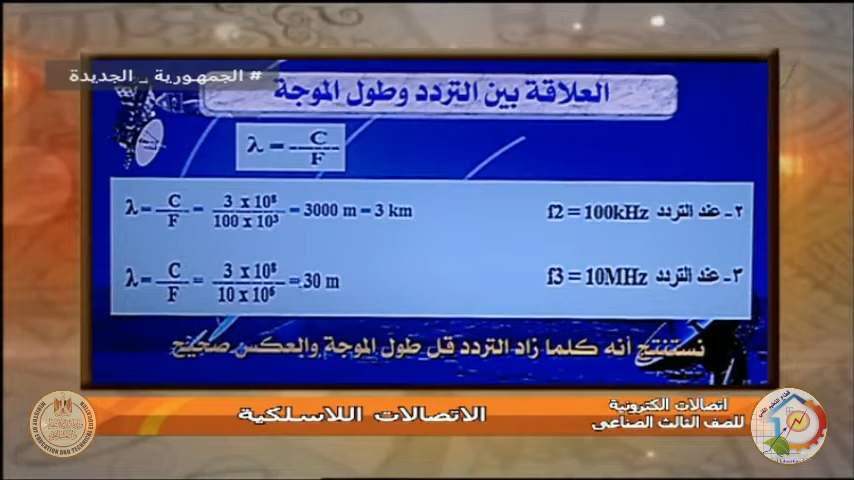 # الجمهورية _ الجديدة
العلاقة بين التردد وطول الموجة
λ = C / F
٢- عند التردد f2 = 100kHz
λ = C / F = 3 x 10⁸ / 100 x 10³ = 3000 m = 3 km
٣- عند التردد f3 = 10MHz
λ = C / F = 3 x 10⁸ / 10 x 10⁶ = 30 m
نستنتج أنه كلما زاد التردد قل طول الموجة والعكس صحيح
اتصالات الكترونية
للصف الثالث الصناعى
الاتصالات اللاسلكية